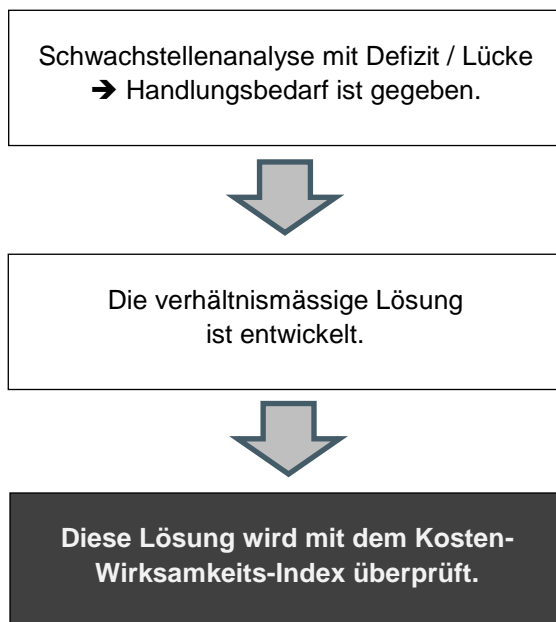 Schwachstellenanalyse mit Defizit / Lücke
➔ Handlungsbedarf ist gegeben.
Die verhältnismässige Lösung
ist entwickelt.
Diese Lösung wird mit dem Kosten-
Wirksamkeits-Index überprüft.